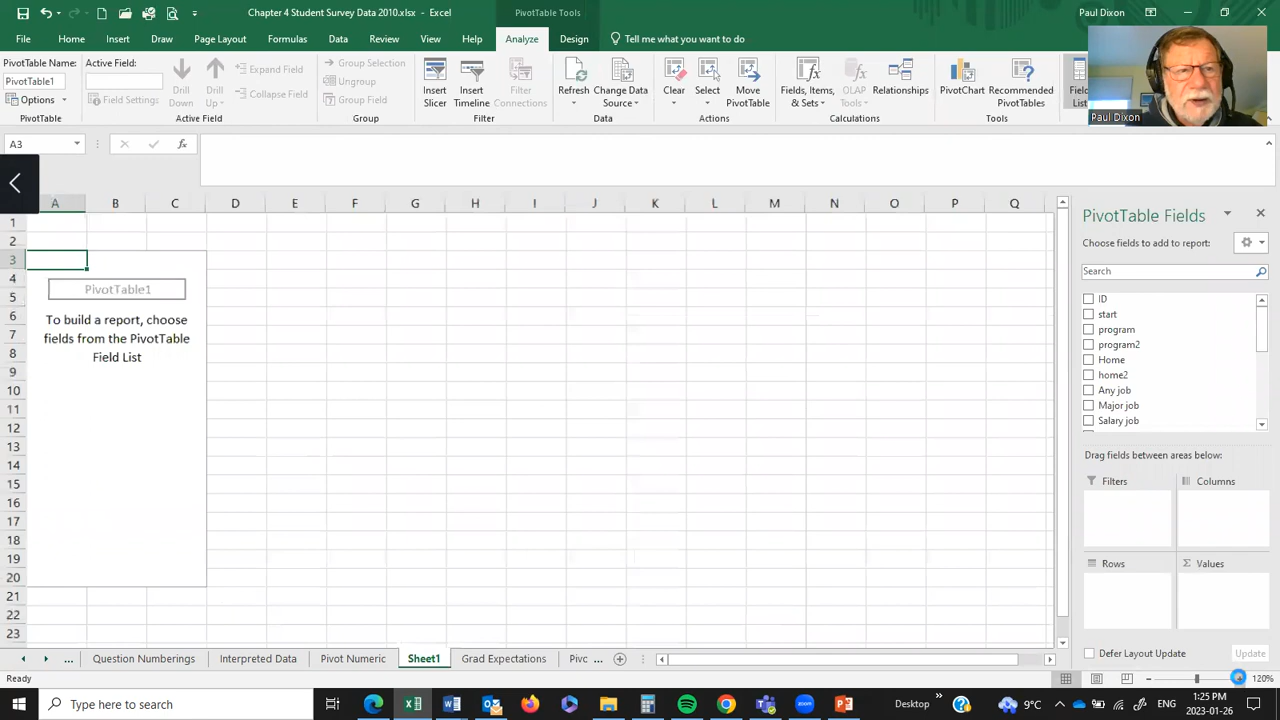 Chapter 4 Student Survey Data 2010.xlsx - Excel
PivotTable Tools
Paul Dixon
File
Home
Insert
Draw
Page Layout
Formulas
Data
Review
View
Help
Analyze
Design
Tell me what you want to do
PivotTable Name:
PivotTable1
Options
PivotTable
Active Field:
Field Settings
Drill Down
Drill Up
Expand Field
Collapse Field
Active Field
Group Selection
Ungroup
Group Field
Group
Insert Slicer
Insert Timeline
Filter Connections
Filter
Refresh
Change Data Source
Data
Clear
Select
Move PivotTable
Actions
Fields, Items, & Sets
OLAP Tools
Relationships
Calculations
PivotChart
Recommended PivotTables
Tools
Paul Dixon
A3
fx
A B C D E F G H I J K L M N O P Q
1
2
3
4
5
6
7
8
9
10
11
12
13
14
15
16
17
18
19
20
21
22
23
PivotTable1
To build a report, choose
fields from the PivotTable
Field List
PivotTable Fields
Choose fields to add to report:
Search
ID
start
program
program2
Home
home2
Any job
Major job
Salary job
Drag fields between areas below:
Filters
Columns
Rows
Σ Values
Defer Layout Update
Update
...
Question Numberings
Interpreted Data
Pivot Numeric
Sheet1
Grad Expectations
Pivc ...
Ready
120%
Type here to search
Desktop
9°C
1:25 PM
2023-01-26